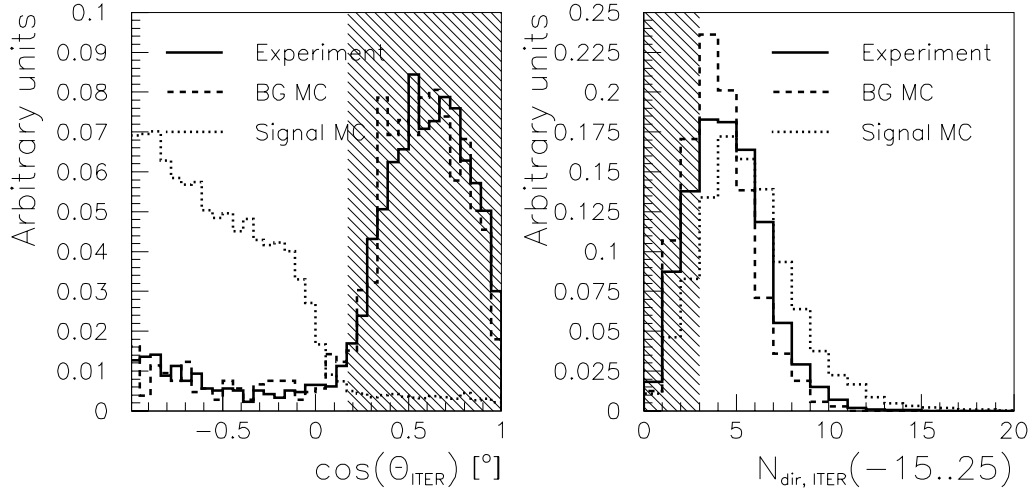 Arbitrary units
0.1
0.09
0.08
0.07
0.06
0.05
0.04
0.03
0.02
0.01
0
Experiment
BG MC
Signal MC
−0.5 0 0.5 1
cos(Θ_ITER) [°]
Arbitrary units
0.25
0.225
0.2
0.175
0.15
0.125
0.1
0.075
0.05
0.025
0
Experiment
BG MC
Signal MC
0 5 10 15 20
N_dir, ITER(−15..25)